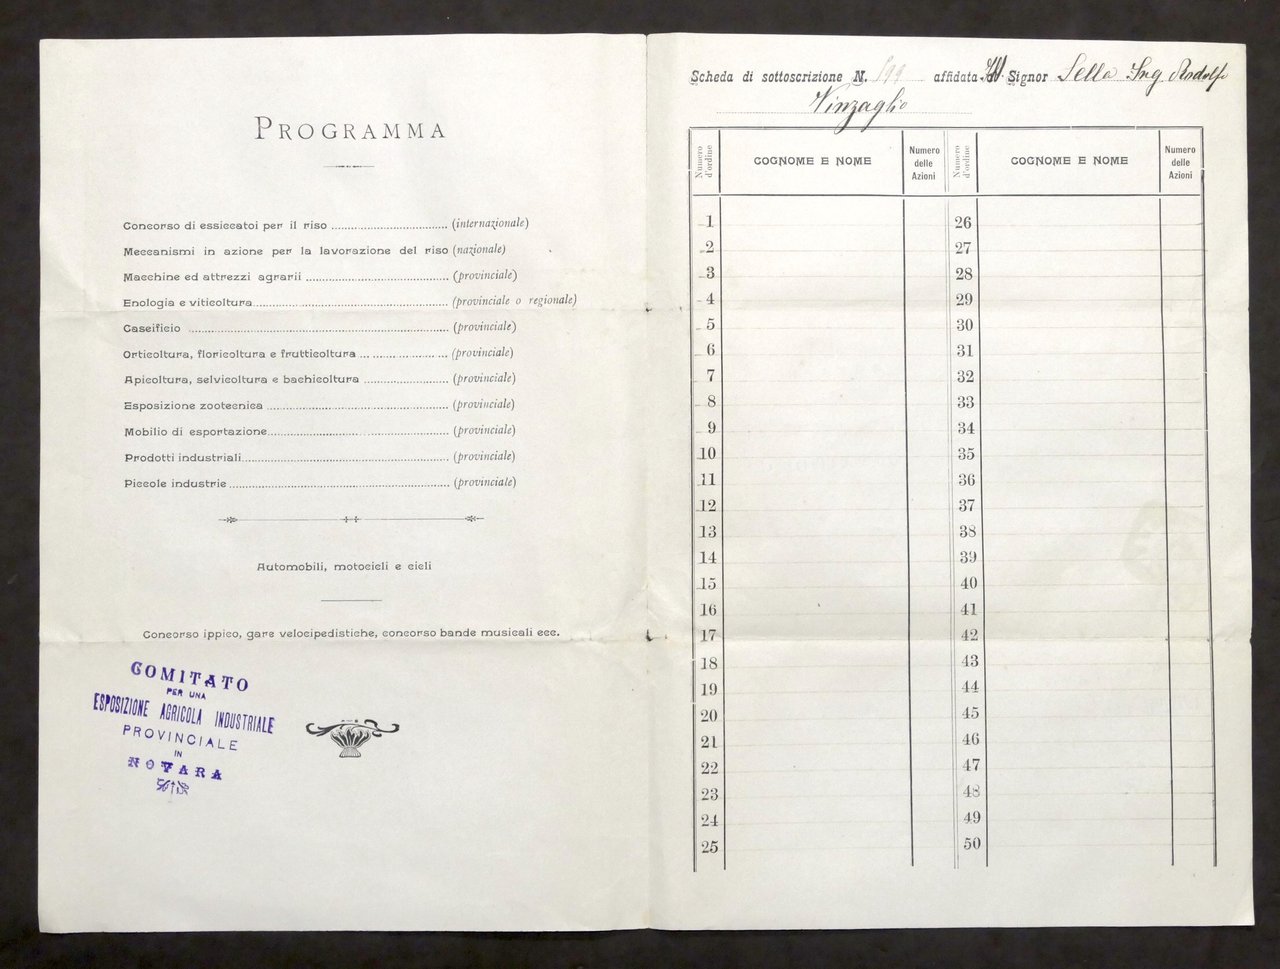 PROGRAMMA
Concorso di essiccatoi per il riso .................................. (internazionale)
Meccanismi in azione per la lavorazione del riso (nazionale)
Macchine ed attrezzi agrarii ......................................... (provinciale)
Enologia e viticoltura........................................................ (provinciale o regionale)
Caseificio .......................................................................... (provinciale)
Orticoltura, floricoltura e frutticoltura ... ...................... (provinciale)
Apicoltura, selvicoltura e bachicoltura ........................ (provinciale)
Esposizione zootecnica .................................................... (provinciale)
Mobilio di esportazione.................................................... (provinciale)
Prodotti industriali........................................................... (provinciale)
Piccole industrie ............................................................... (provinciale)
Automobili, motocicli e cicli
Concorso ippico, gare velocipedistiche, concorso bande musicali ecc.
COMITATO
PER UNA
ESPOSIZIONE AGRICOLA INDUSTRIALE
PROVINCIALE
IN
NOVARA
Scheda di sottoscrizione N. 199 affidata al Signor Sella Ing. Rodolfo
Vinzaglio
Numero d'ordine COGNOME E NOME Numero delle Azioni Numero d'ordine COGNOME E NOME Numero delle Azioni
1 26
2 27
3 28
4 29
5 30
6 31
7 32
8 33
9 34
10 35
11 36
12 37
13 38
14 39
15 40
16 41
17 42
18 43
19 44
20 45
21 46
22 47
23 48
24 49
25 50